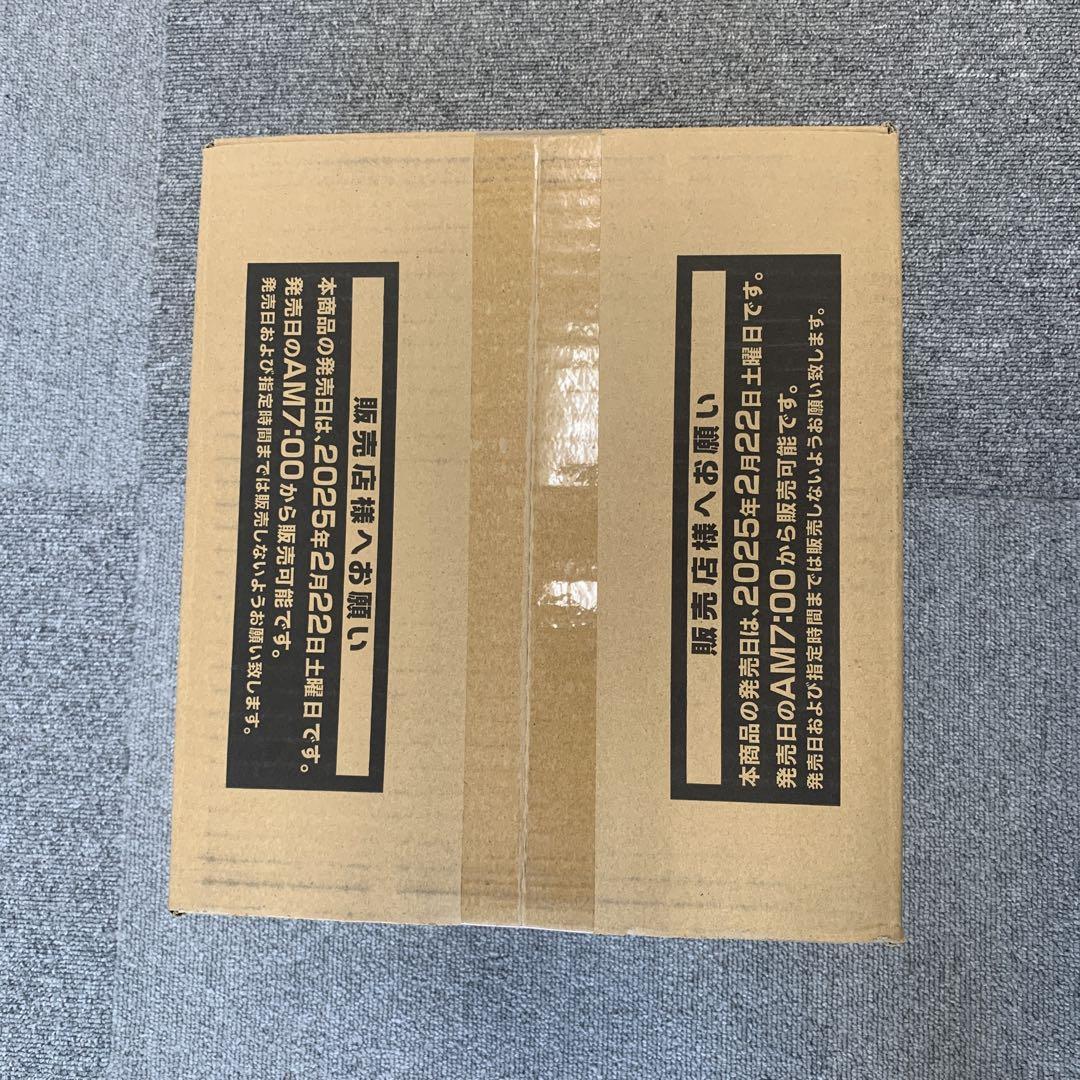 販売店様へお願い
本商品の発売日は、2025年2月22日土曜日です。
発売日のAM7:00から販売可能です。
発売日および指定時間までは販売しないようお願い致します。
販売店様へお願い
本商品の発売日は、2025年2月22日土曜日です。
発売日のAM7:00から販売可能です。
発売日および指定時間までは販売しないようお願い致します。